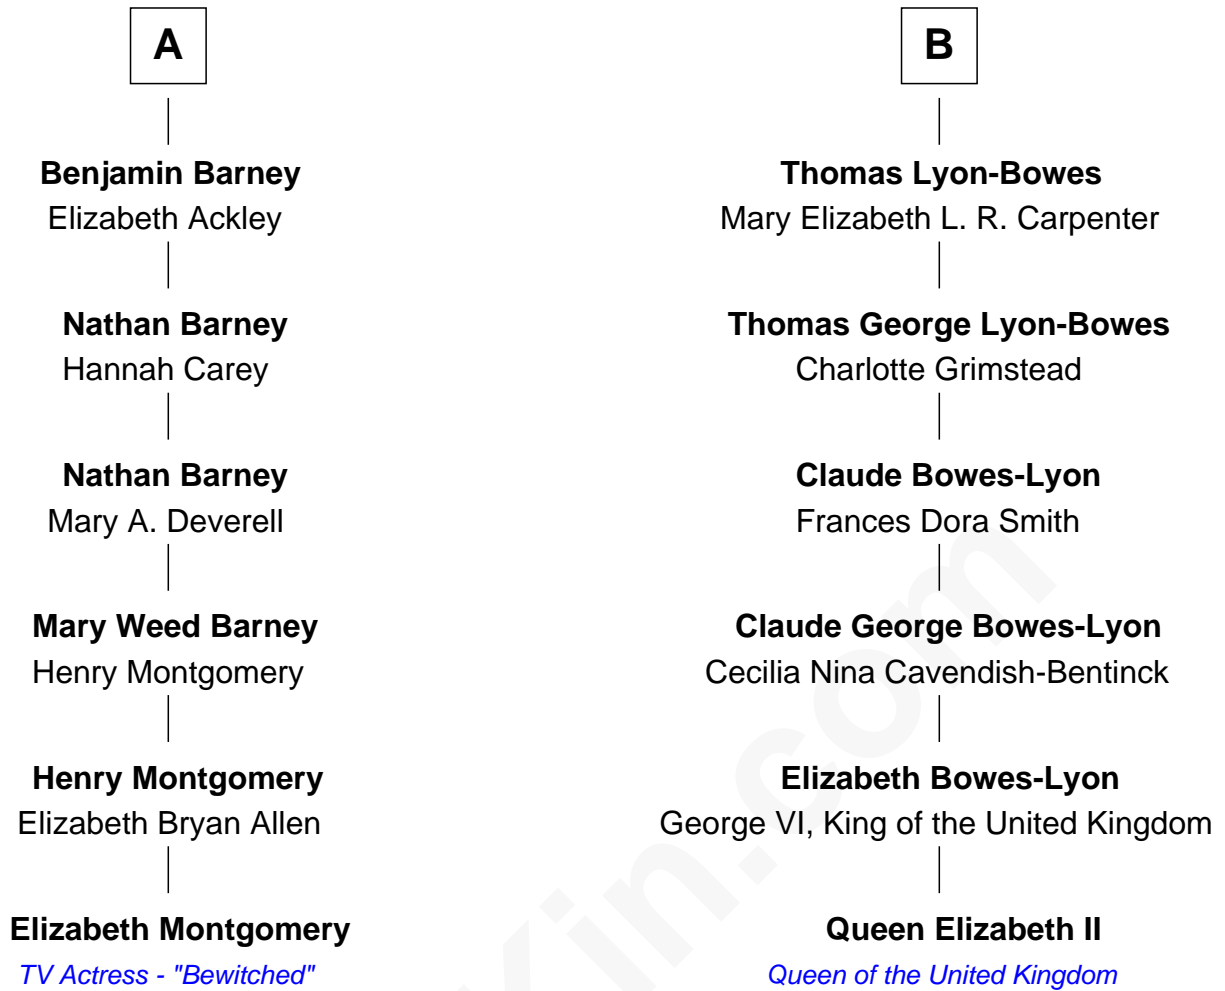 A
Benjamin Barney
Elizabeth Ackley
Nathan Barney
Hannah Carey
Nathan Barney
Mary A. Deverell
Mary Weed Barney
Henry Montgomery
Henry Montgomery
Elizabeth Bryan Allen
Elizabeth Montgomery
TV Actress - "Bewitched"
B
Thomas Lyon-Bowes
Mary Elizabeth L. R. Carpenter
Thomas George Lyon-Bowes
Charlotte Grimstead
Claude Bowes-Lyon
Frances Dora Smith
Claude George Bowes-Lyon
Cecilia Nina Cavendish-Bentinck
Elizabeth Bowes-Lyon
George VI, King of the United Kingdom
Queen Elizabeth II
Queen of the United Kingdom
Kin.com